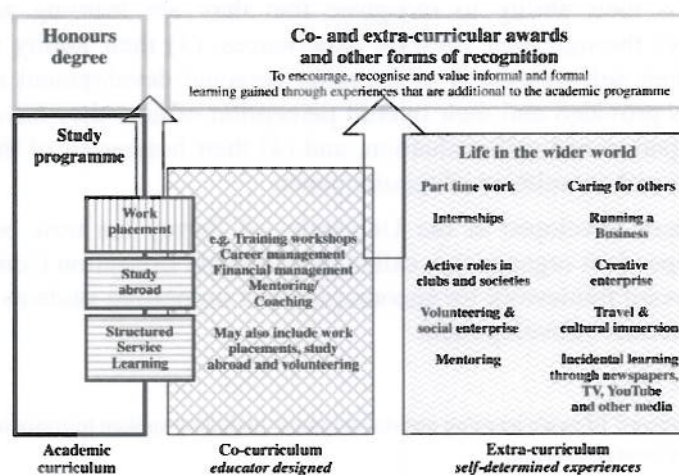 Honours
degree
Co- and extra-curricular awards
and other forms of recognition
To encourage, recognise and value informal and formal
learning gained through experiences that are additional to the academic programme
Study
programme
Work
placement
Study
abroad
Structured
Service
Learning
e.g. Training workshops
Career management
Financial management
Mentoring/
Coaching
May also include work
placements, study
abroad and volunteering
Life in the wider world
Part time work
Internships
Active roles in
clubs and societies
Volunteering &
social enterprise
Mentoring
Caring for others
Running a
Business
Creative
enterprise
Travel &
cultural immersion
Incidental learning
through newspapers,
TV, YouTube
and other media
Academic
curriculum
Co-curriculum
educator designed
Extra-curriculum
self-determined experiences